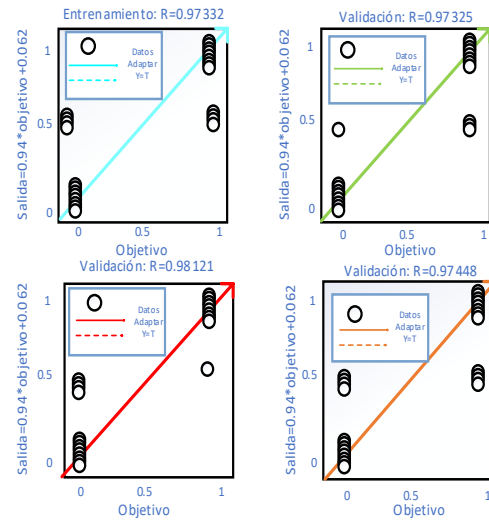 Entrenamiento: R=0.97332
Salida=0.94*objetivo+0.062
1
0.5
0
Datos
Adaptar
Y=T
0
0.5
1
Objetivo
Validación: R=0.97325
Salida=0.94*objetivo+0.062
1
0.5
0
Datos
Adaptar
Y=T
0
0.5
1
Objetivo
Validación: R=0.98121
Salida=0.94*objetivo+0.062
1
0.5
0
Datos
Adaptar
Y=T
0
0.5
1
Objetivo
Validación: R=0.97448
Salida=0.94*objetivo+0.062
1
0.5
0
Datos
Adaptar
Y=T
0
0.5
1
Objetivo